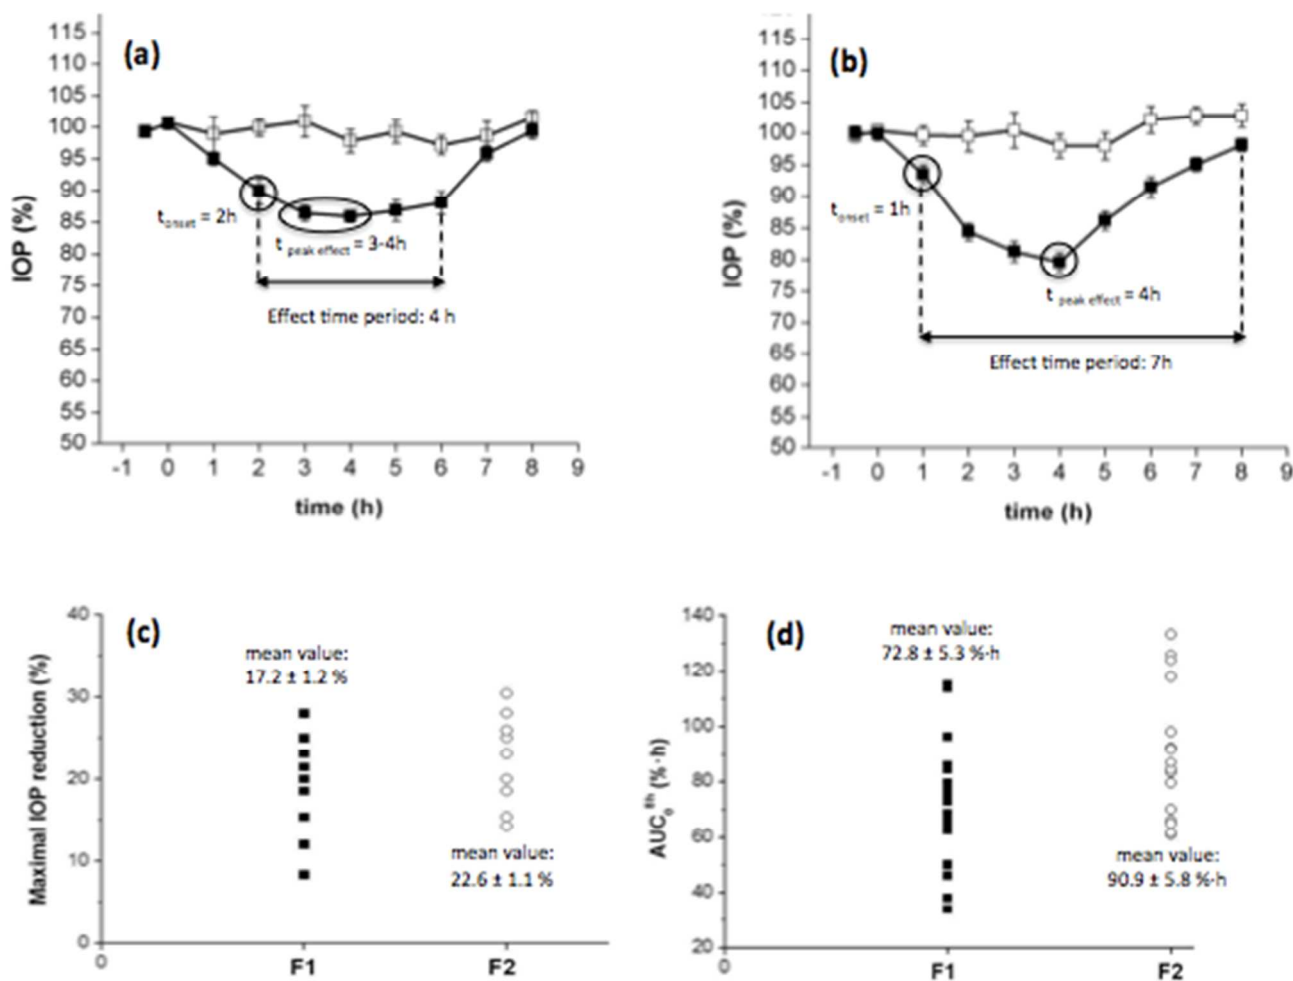 (a)
115
110
105
100
95
90
85
80
75
70
65
60
55
50
IOP (%)
tonset = 2h
t peak effect = 3-4h
Effect time period: 4 h
-1 0 1 2 3 4 5 6 7 8 9
time (h)
(b)
115
110
105
100
95
90
85
80
75
70
65
60
55
50
IOP (%)
tonset = 1h
t peak effect = 4h
Effect time period: 7h
-1 0 1 2 3 4 5 6 7 8 9
time (h)
(c)
40
30
20
10
0
Maximal IOP reduction (%)
mean value:
17.2 ± 1.2 %
mean value:
22.6 ± 1.1 %
0 F1 F2
(d)
140
120
100
80
60
40
20
AUC0 8h (%·h)
mean value:
72.8 ± 5.3 %·h
mean value:
90.9 ± 5.8 %·h
0 F1 F2